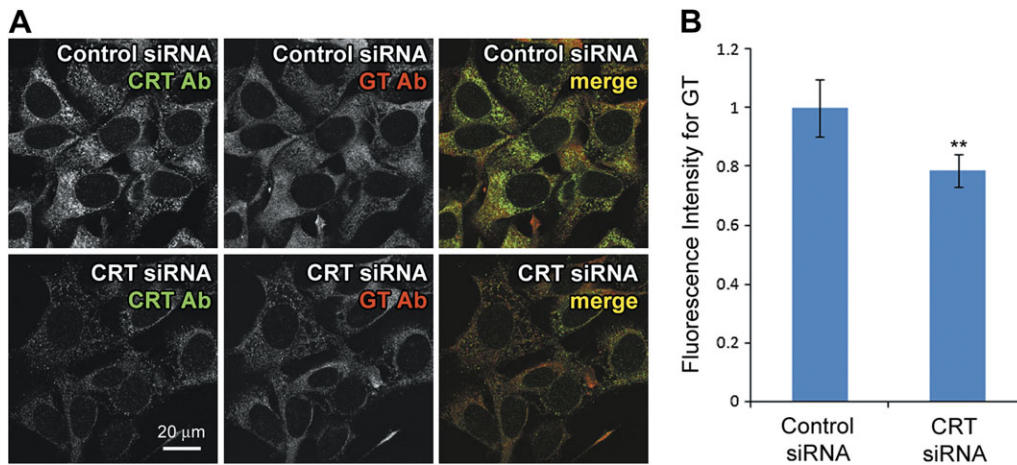 A
Control siRNA
CRT Ab
Control siRNA
GT Ab
Control siRNA
merge
CRT siRNA
CRT Ab
20 μm
CRT siRNA
GT Ab
CRT siRNA
merge
B
Fluorescence Intensity for GT
1.2
1
0.8
0.6
0.4
0.2
0
**
Control
siRNA
CRT
siRNA